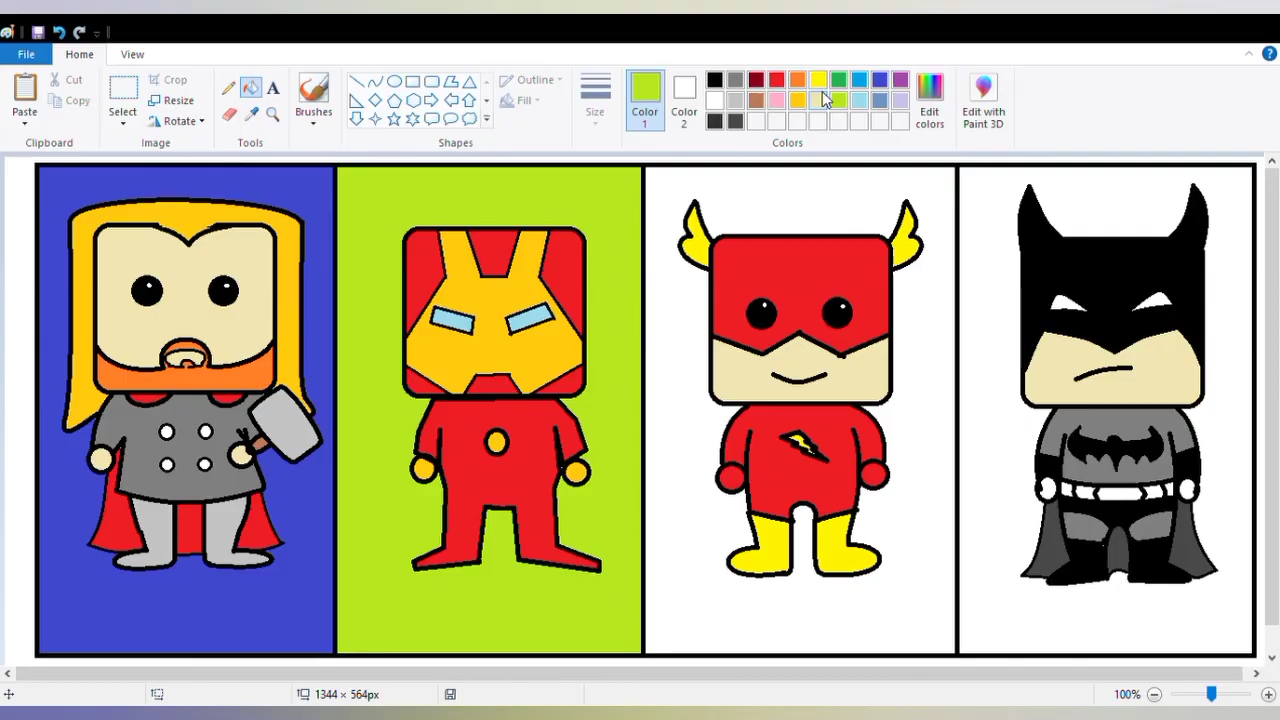 File Home View
Cut
Copy
Paste
Clipboard
Crop
Resize
Rotate
Select
Image
A
Tools
Brushes
Outline
Fill
Shapes
Size
Color 1
Color 2
Edit colors
Colors
Edit with Paint 3D
1344 × 564px
100%